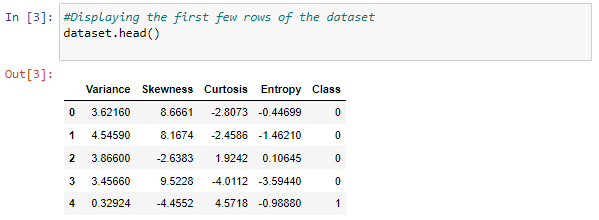 In [3]: #Displaying the first few rows of the dataset
dataset.head()
Out[3]:
Variance Skewness Curtosis Entropy Class
0 3.62160 8.6661 -2.8073 -0.44699 0
1 4.54590 8.1674 -2.4586 -1.46210 0
2 3.86600 -2.6383 1.9242 0.10645 0
3 3.45660 9.5228 -4.0112 -3.59440 0
4 0.32924 -4.4552 4.5718 -0.98880 1